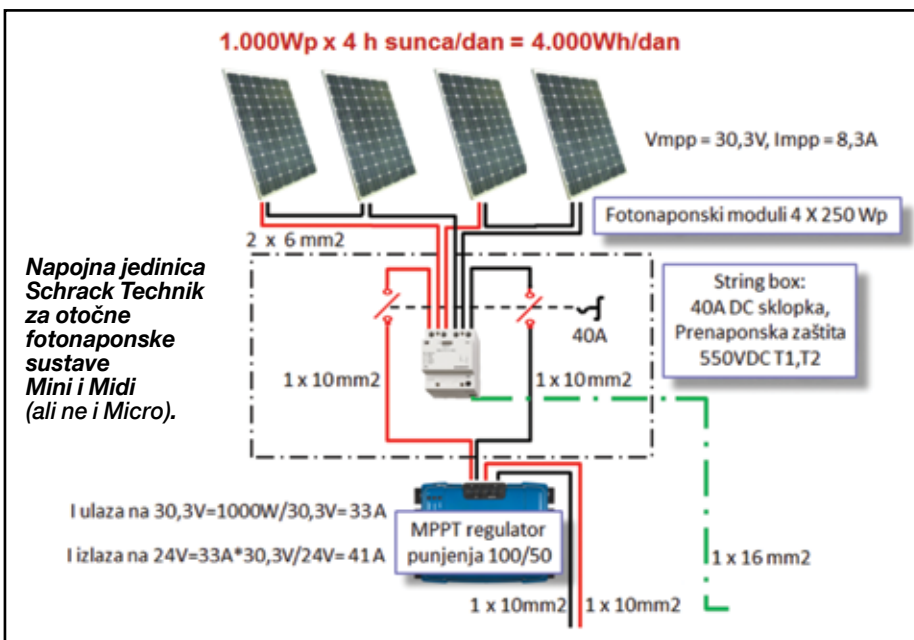 1.000Wp x 4 h sunca/dan = 4.000Wh/dan
Vmpp = 30,3V, Impp = 8,3A
Fotonaponski moduli 4 X 250 Wp
2 x 6 mm2
Napojna jedinica
Schrack Technik
za otočne
fotonaponske
sustave
Mini i Midi
(ali ne i Micro).
String box:
40A DC sklopka,
Prenaponska zaštita
550VDC T1,T2
40A
1 x 10mm2
1 x 10mm2
I ulaza na 30,3V=1000W/30,3V=33 A
I izlaza na 24V=33A*30,3V/24V= 41 A
MPPT regulator
punjenja 100/50
1 x 16 mm2
1 x 10mm2
1 x 10mm2